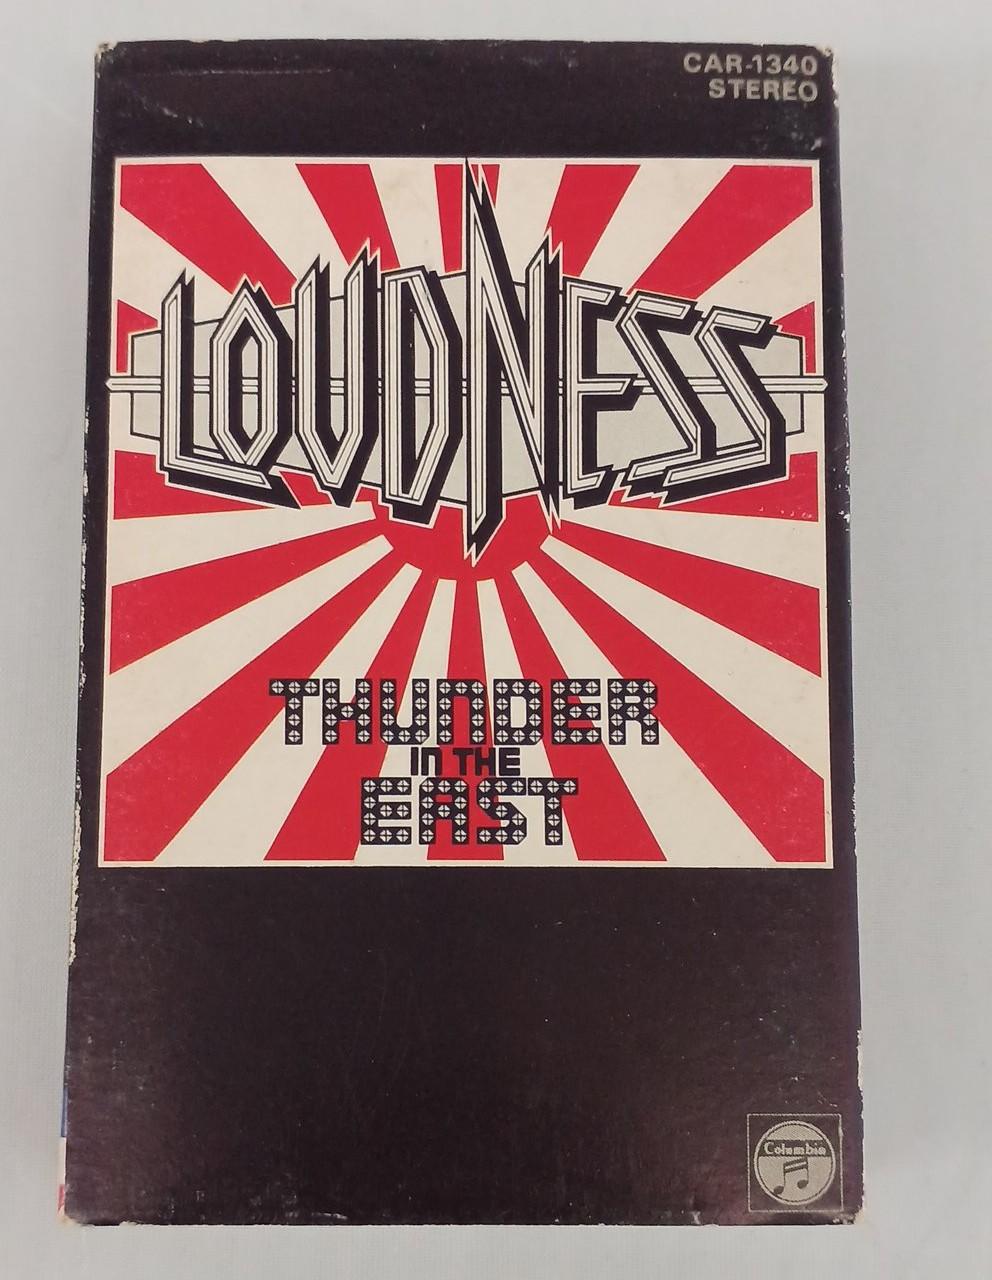 CAR-1340
STEREO
LOUDNESS
THUNDER
IN THE
EAST
Columbia